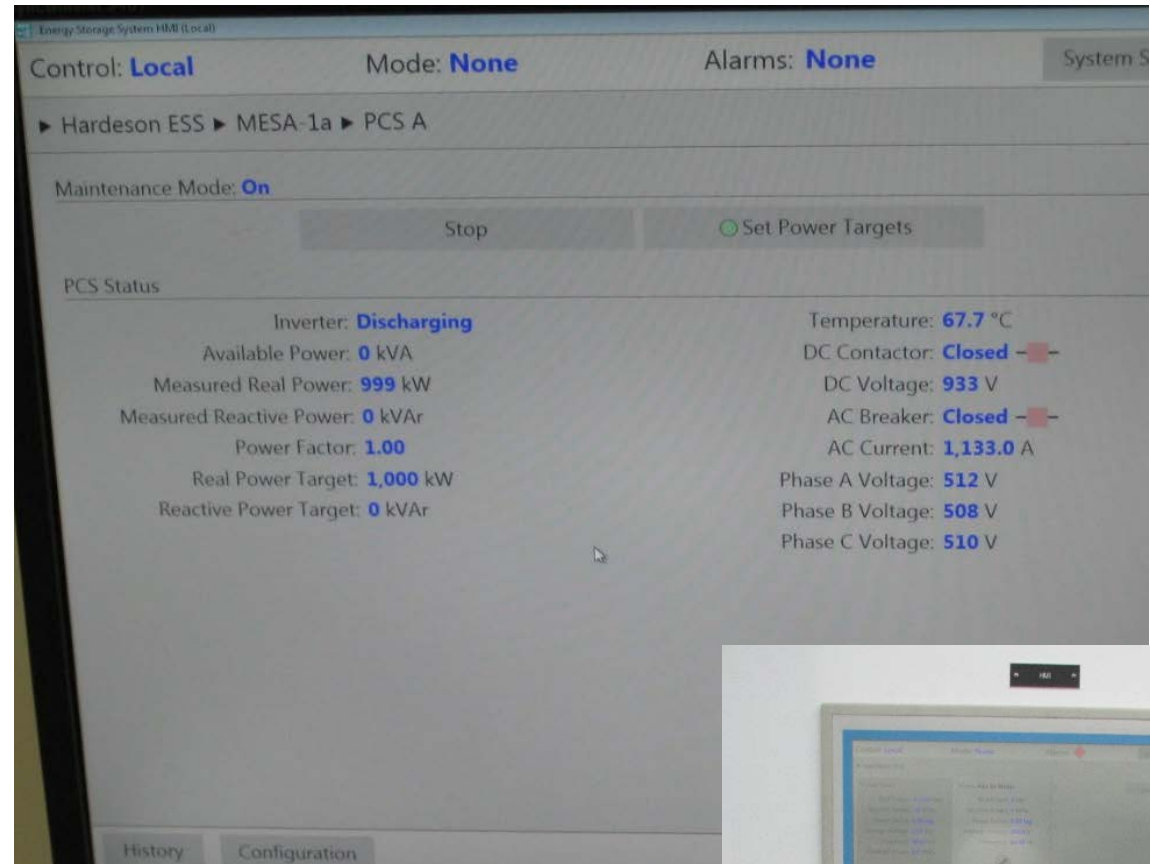 Energy Storage System HMI (Local)
Control: Local Mode: None Alarms: None System S
▶ Hardeson ESS ▶ MESA-1a ▶ PCS A
Maintenance Mode: On
Stop Set Power Targets
PCS Status
Inverter: Discharging
Available Power: 0 kVA
Measured Real Power: 999 kW
Measured Reactive Power: 0 kVAr
Power Factor: 1.00
Real Power Target: 1,000 kW
Reactive Power Target: 0 kVAr
Temperature: 67.7 °C
DC Contactor: Closed
DC Voltage: 933 V
AC Breaker: Closed
AC Current: 1,133.0 A
Phase A Voltage: 512 V
Phase B Voltage: 508 V
Phase C Voltage: 510 V
History Configuration
HMI
Control: Local Mode: None